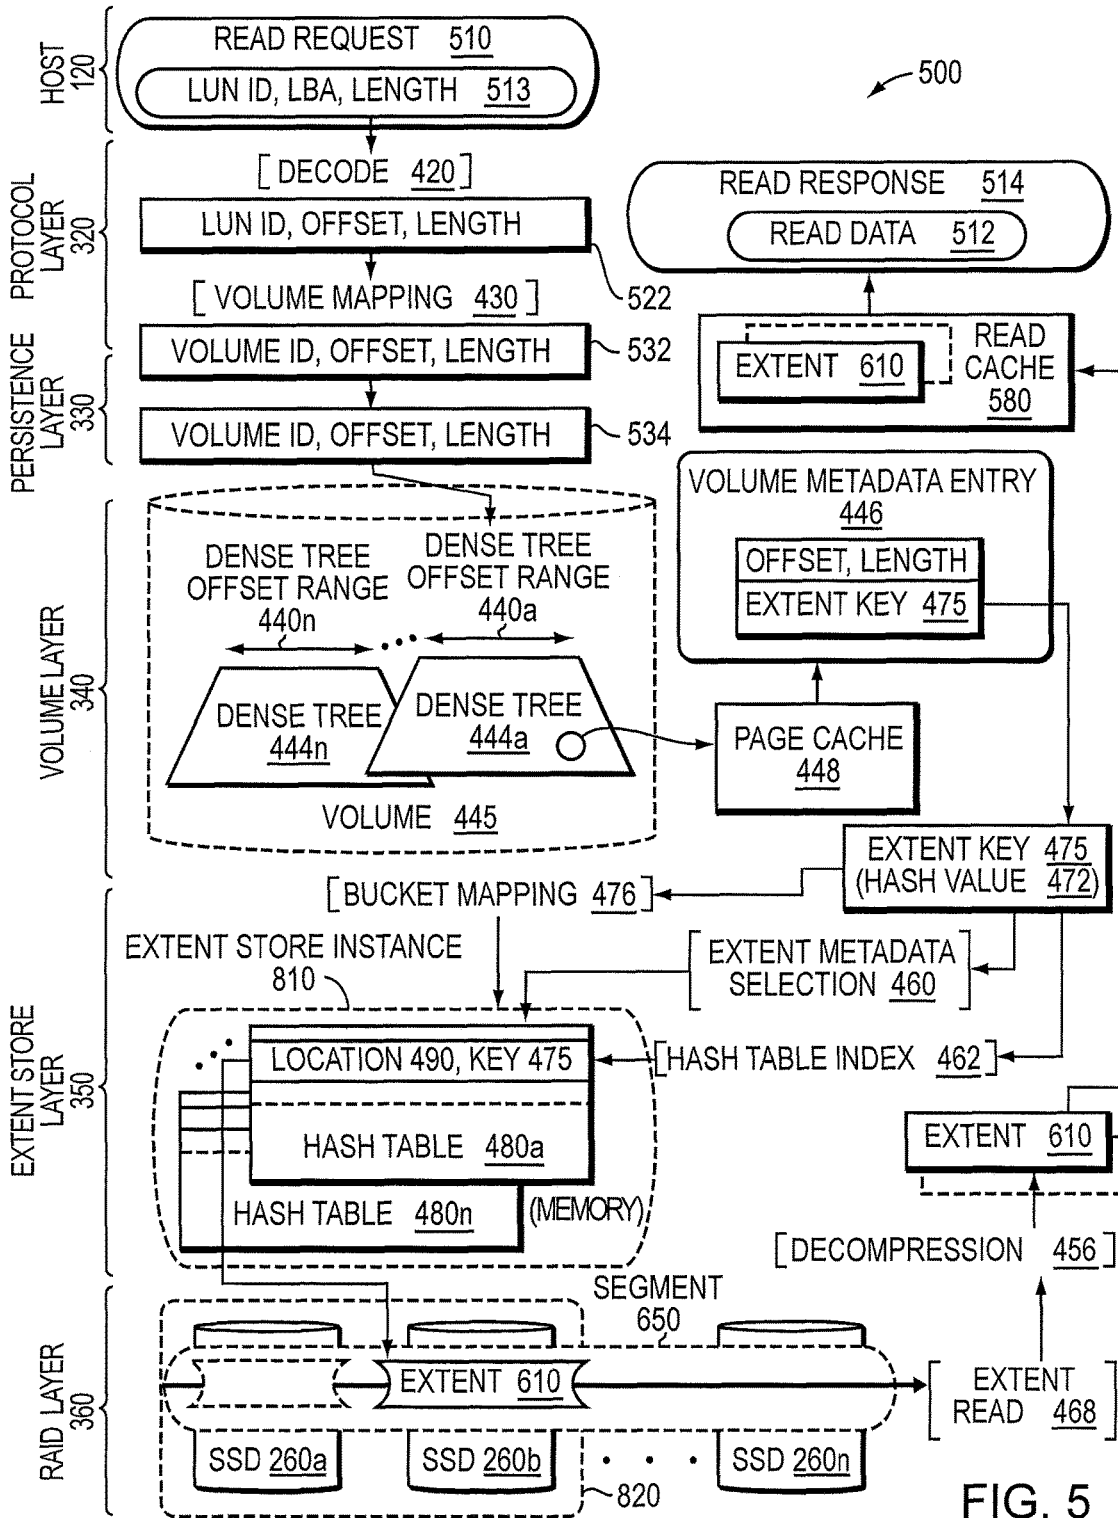 HOST
120
READ REQUEST 510
LUN ID, LBA, LENGTH 513
500
PROTOCOL
LAYER
320
[DECODE 420]
LUN ID, OFFSET, LENGTH
522
[VOLUME MAPPING 430]
READ RESPONSE 514
READ DATA 512
PERSISTENCE
LAYER
330
VOLUME ID, OFFSET, LENGTH
532
VOLUME ID, OFFSET, LENGTH
534
EXTENT 610
READ
CACHE
580
VOLUME LAYER
340
DENSE TREE
OFFSET RANGE
440n
DENSE TREE
OFFSET RANGE
440a
DENSE TREE
444n
DENSE TREE
444a
VOLUME 445
VOLUME METADATA ENTRY
446
OFFSET, LENGTH
EXTENT KEY 475
PAGE CACHE
448
EXTENT KEY 475
(HASH VALUE 472)
EXTENT STORE
LAYER
350
[BUCKET MAPPING 476]
EXTENT STORE INSTANCE
810
[EXTENT METADATA
SELECTION 460]
LOCATION 490, KEY 475
[HASH TABLE INDEX 462]
HASH TABLE 480a
HASH TABLE 480n
(MEMORY)
EXTENT 610
[DECOMPRESSION 456]
RAID LAYER
360
SEGMENT
650
EXTENT 610
[EXTENT
READ 468]
SSD 260a
SSD 260b
. . .
SSD 260n
820
FIG. 5